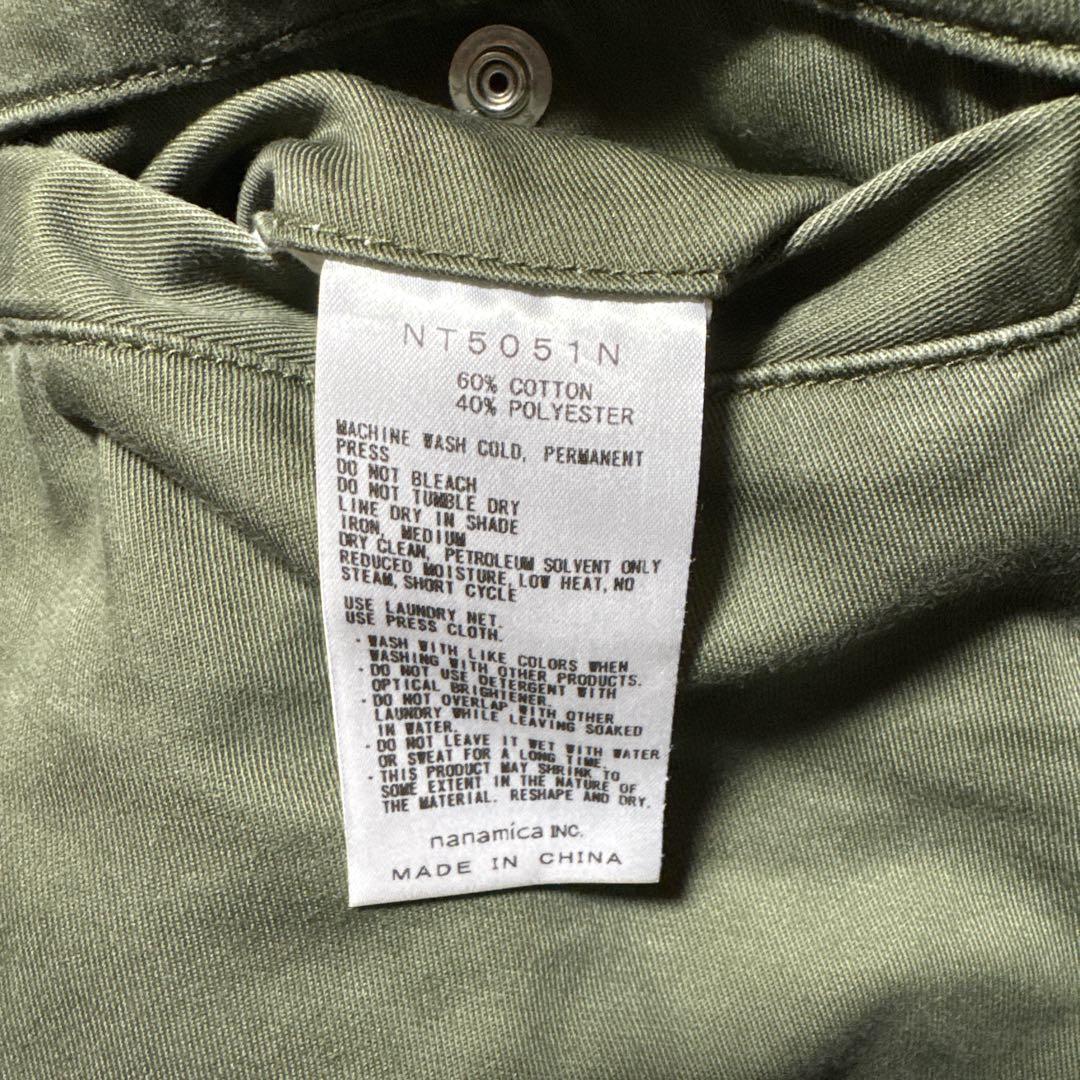 NT5051N
60% COTTON
40% POLYESTER
MACHINE WASH COLD, PERMANENT
PRESS
DO NOT BLEACH
DO NOT TUMBLE DRY
LINE DRY IN SHADE
IRON, MEDIUM
DRY CLEAN, PETROLEUM SOLVENT ONLY
REDUCED MOISTURE, LOW HEAT, NO
STEAM, SHORT CYCLE
USE LAUNDRY NET.
USE PRESS CLOTH.
・WASH WITH LIKE COLORS WHEN
WASHING WITH OTHER PRODUCTS.
・DO NOT USE DETERGENT WITH
OPTICAL BRIGHTENER.
・DO NOT OVERLAP WITH OTHER
LAUNDRY WHILE LEAVING SOAKED
IN WATER.
・DO NOT LEAVE IT WET WITH WATER
OR SWEAT FOR A LONG TIME.
・THIS PRODUCT MAY SHRINK TO
SOME EXTENT IN THE NATURE OF
THE MATERIAL. RESHAPE AND DRY.
nanamica INC.
MADE IN CHINA